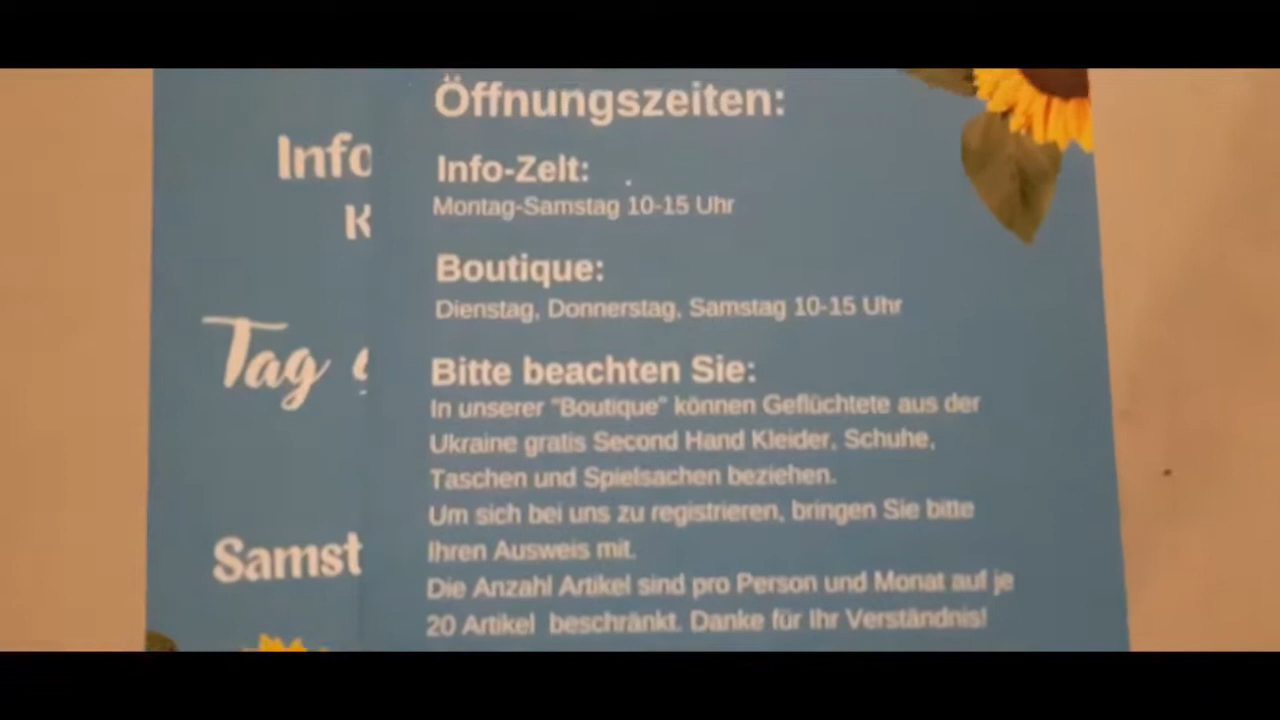 Info
K
Tag
Samst
Öffnungszeiten:
Info-Zelt:
Montag-Samstag 10-15 Uhr
Boutique:
Dienstag, Donnerstag, Samstag 10-15 Uhr
Bitte beachten Sie:
In unserer "Boutique" können Geflüchtete aus der
Ukraine gratis Second Hand Kleider, Schuhe,
Taschen und Spielsachen beziehen.
Um sich bei uns zu registrieren, bringen Sie bitte
Ihren Ausweis mit.
Die Anzahl Artikel sind pro Person und Monat auf je
20 Artikel beschränkt. Danke für Ihr Verständnis!